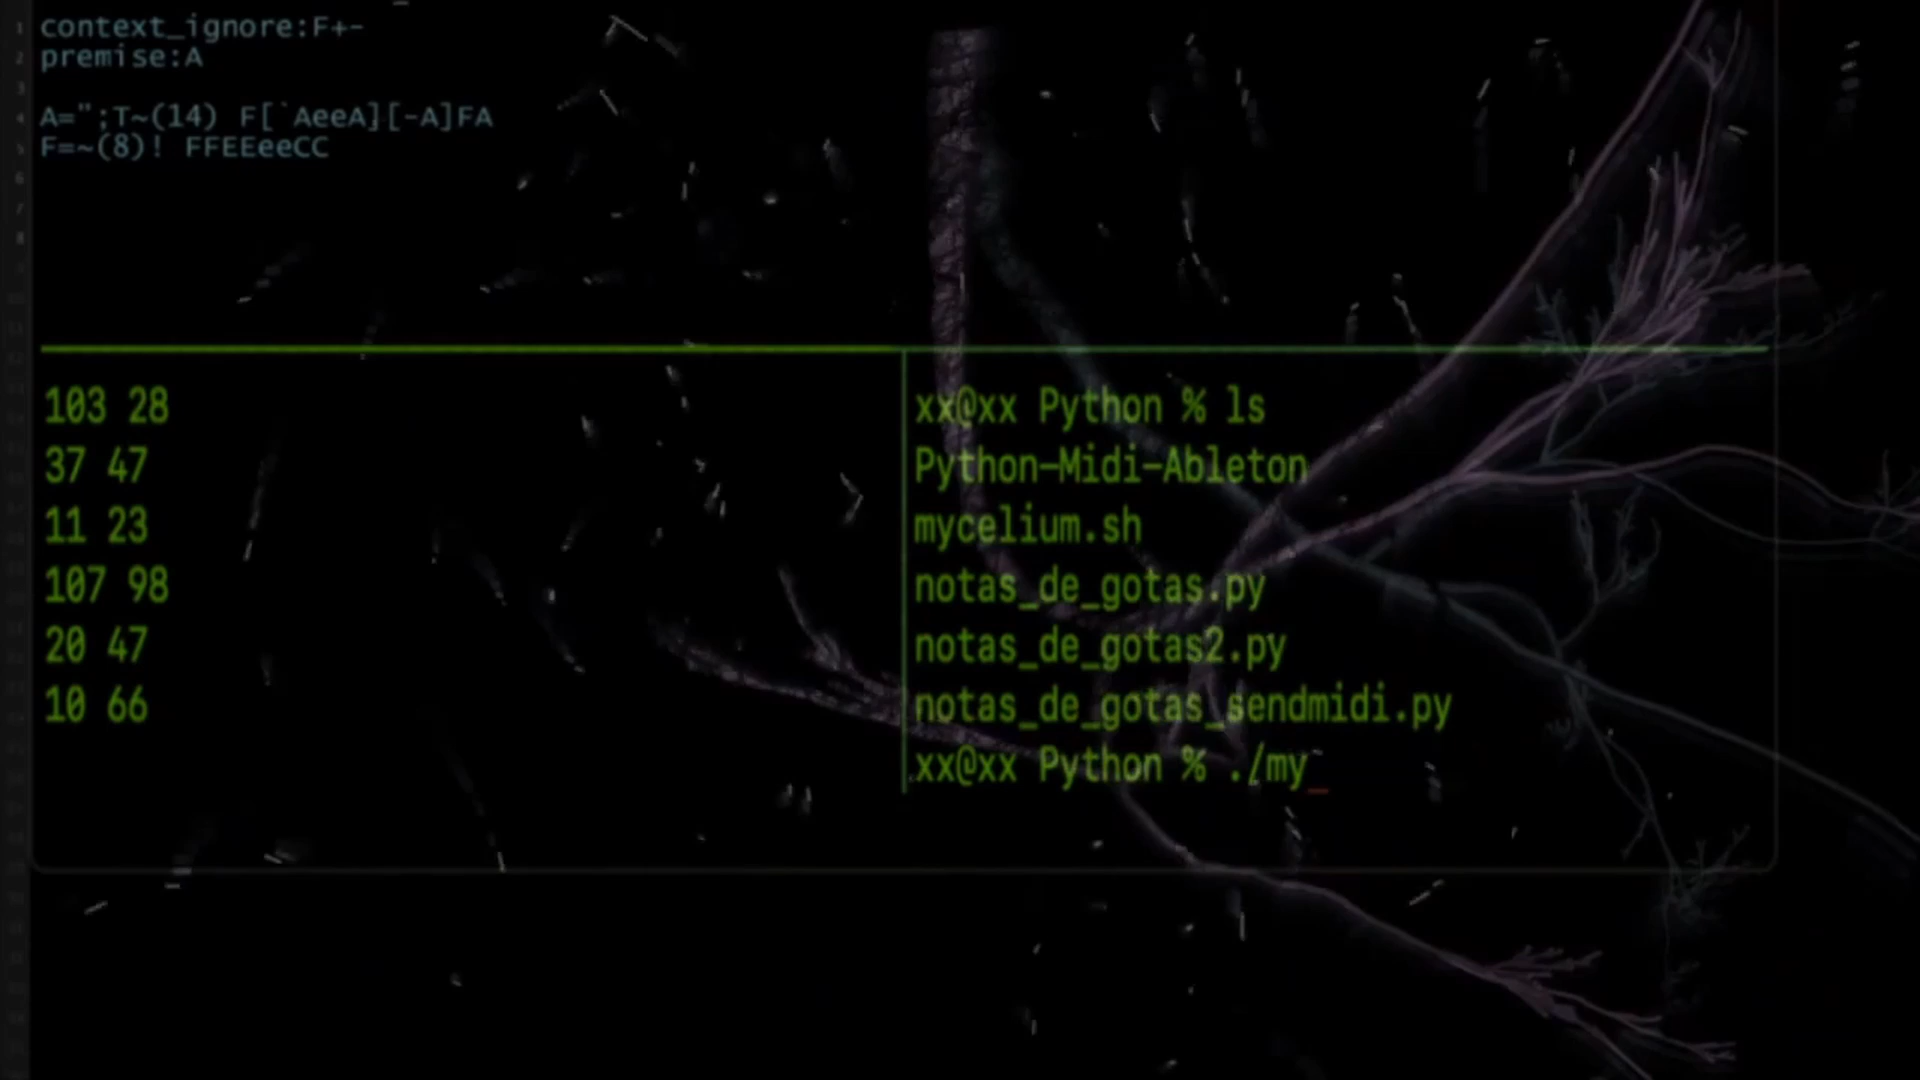 context_ignore:F+-
premise:A
A=";T~(14) F[`AeeA][-A]FA
F=~(8)! FFEEeeCC
103 28
37 47
11 23
107 98
20 47
10 66
xx@xx Python % ls
Python-Midi-Ableton
mycelium.sh
notas_de_gotas.py
notas_de_gotas2.py
notas_de_gotas_sendmidi.py
xx@xx Python % ./my_